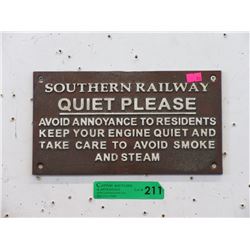 SOUTHERN RAILWAY
QUIET PLEASE
AVOID ANNOYANCE TO RESIDENTS
KEEP YOUR ENGINE QUIET AND
TAKE CARE TO AVOID SMOKE
AND STEAM
211